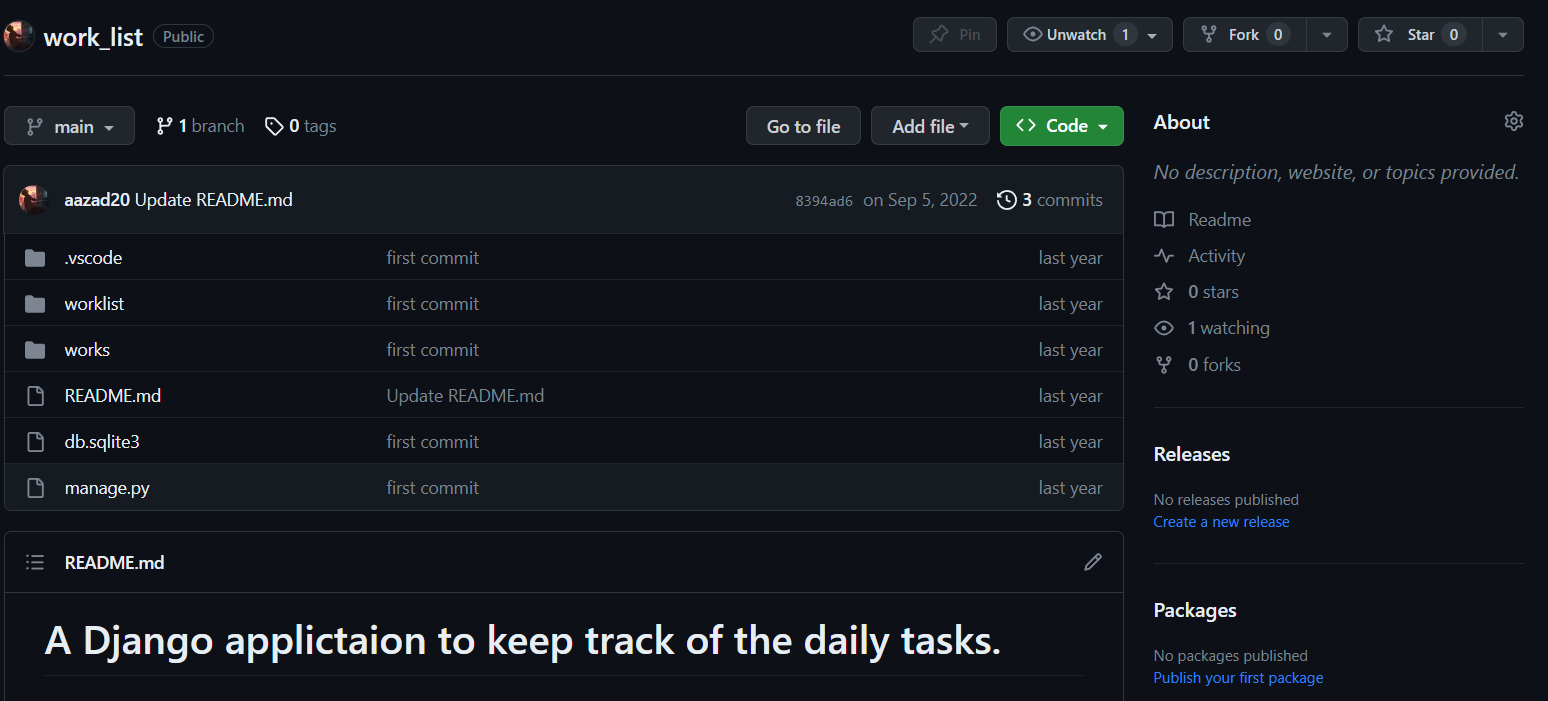 work_list Public Pin Unwatch 1 Fork 0 Star 0
main 1 branch 0 tags Go to file Add file Code
aazad20 Update README.md 8394ad6 on Sep 5, 2022 3 commits
.vscode first commit last year
worklist first commit last year
works first commit last year
README.md Update README.md last year
db.sqlite3 first commit last year
manage.py first commit last year
README.md
A Django applictaion to keep track of the daily tasks.
About
No description, website, or topics provided.
Readme
Activity
0 stars
1 watching
0 forks
Releases
No releases published
Create a new release
Packages
No packages published
Publish your first package